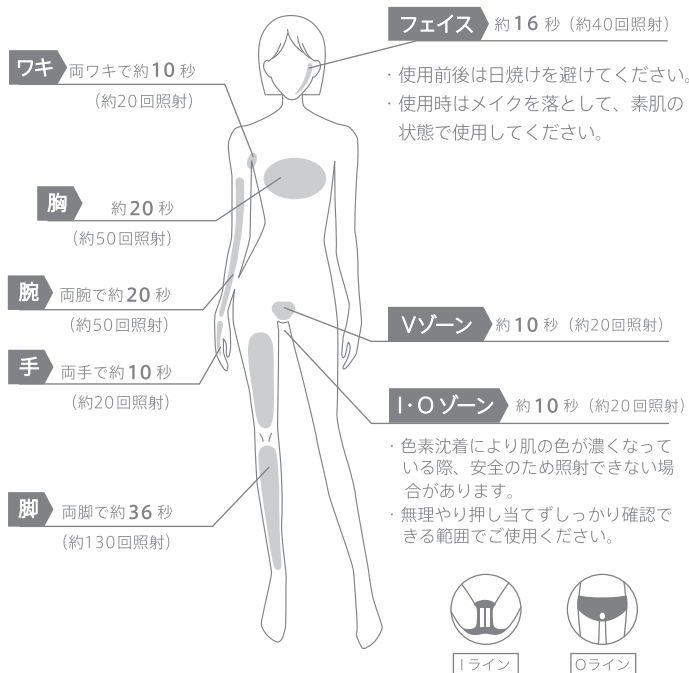 フェイス 約16秒（約40回照射）
・使用前後は日焼けを避けてください。
・使用時はメイクを落として、素肌の
状態で使用してください。
ワキ 両ワキで約10秒
（約20回照射）
胸 約20秒
（約50回照射）
腕 両腕で約20秒
（約50回照射）
手 両手で約10秒
（約20回照射）
脚 両脚で約36秒
（約130回照射）
Vゾーン 約10秒（約20回照射）
I・Oゾーン 約10秒（約20回照射）
・色素沈着により肌の色が濃くなって
いる際、安全のため照射できない場
合があります。
・無理やり押し当てずしっかり確認で
きる範囲でご使用ください。
Iライン
Oライン